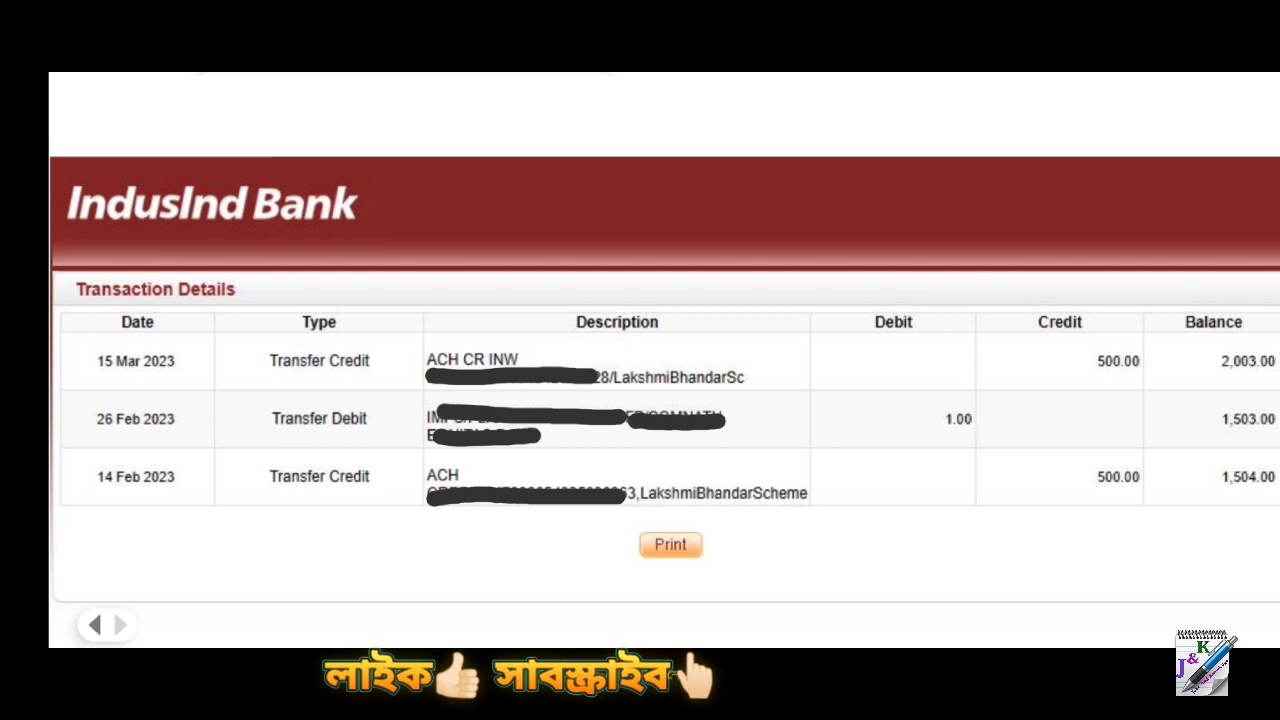 IndusInd Bank
Transaction Details
Date Type Description Debit Credit Balance
15 Mar 2023 Transfer Credit ACH CR INW 500.00 2,003.00
28/LakshmiBhandarSc
26 Feb 2023 Transfer Debit 1.00 1,503.00
14 Feb 2023 Transfer Credit ACH 500.00 1,504.00
3,LakshmiBhandarScheme
Print
লাইক সাবস্ক্রাইব
J & K